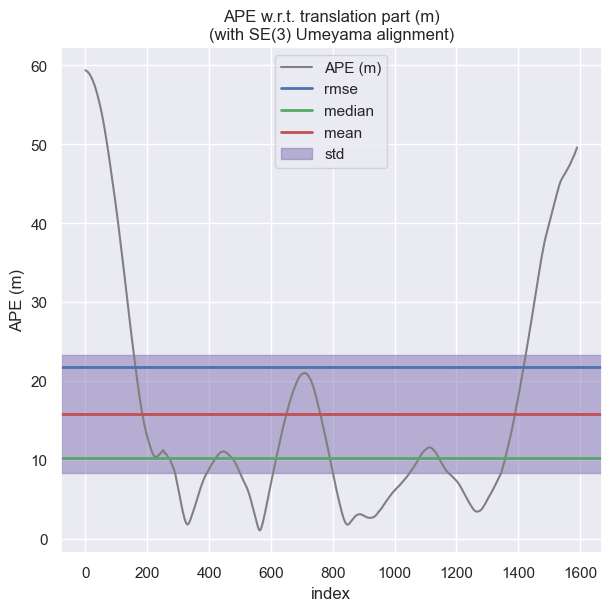 APE w.r.t. translation part (m)
(with SE(3) Umeyama alignment)
APE (m)
rmse
median
mean
std
60
50
40
30
20
10
0
APE (m)
0
200
400
600
800
1000
1200
1400
1600
index